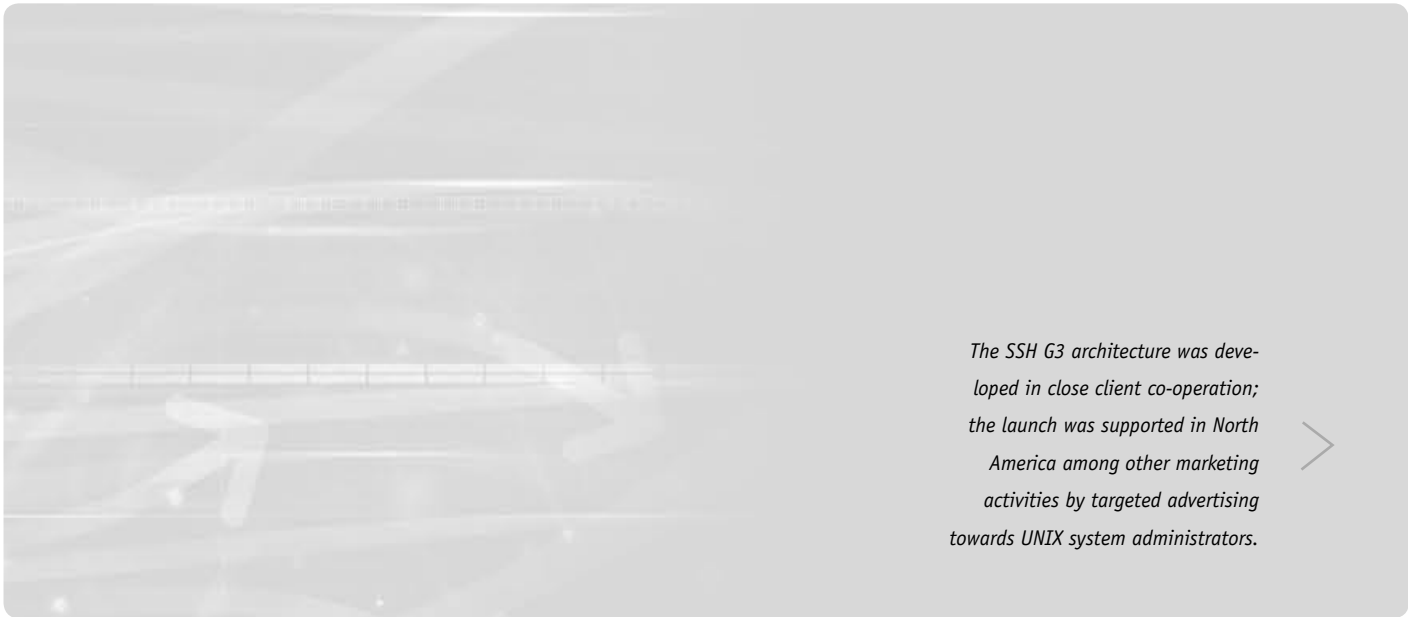 The SSH G3 architecture was deve-
loped in close client co-operation;
the launch was supported in North
America among other marketing
activities by targeted advertising
towards UNIX system administrators.